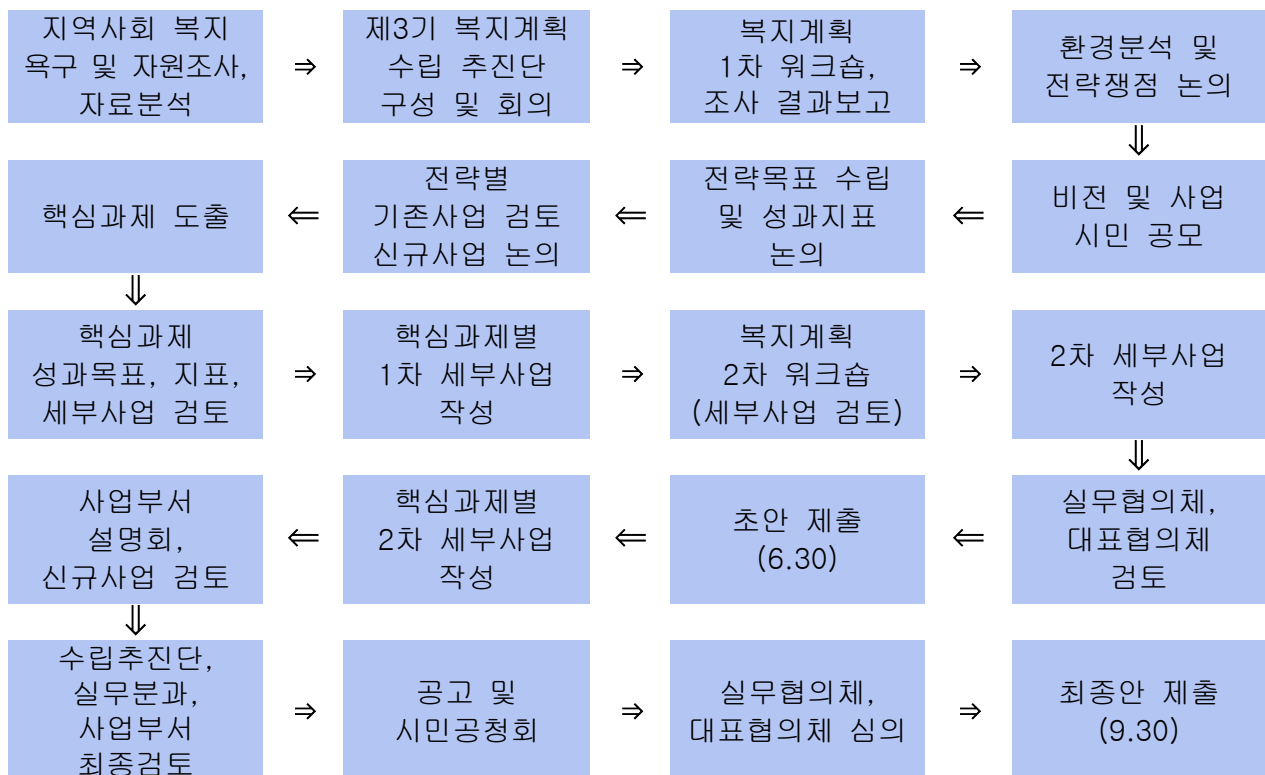 지역사회 복지
욕구 및 자원조사,
자료분석
⇒
제3기 복지계획
수립 추진단
구성 및 회의
⇒
복지계획
1차 워크숍,
조사 결과보고
⇒
환경분석 및
전략쟁점 논의
⇓
비전 및 사업
시민 공모
⇐
전략목표 수립
및 성과지표
논의
⇐
전략별
기존사업 검토
신규사업 논의
⇐
핵심과제 도출
⇓
핵심과제
성과목표, 지표,
세부사업 검토
⇒
핵심과제별
1차 세부사업
작성
⇒
복지계획
2차 워크숍
(세부사업 검토)
⇒
2차 세부사업
작성
⇓
실무협의체,
대표협의체
검토
⇐
초안 제출
(6.30)
⇐
핵심과제별
2차 세부사업
작성
⇐
사업부서
설명회,
신규사업 검토
⇓
수립추진단,
실무분과,
사업부서
최종검토
⇒
공고 및
시민공청회
⇒
실무협의체,
대표협의체 심의
⇒
최종안 제출
(9.30)